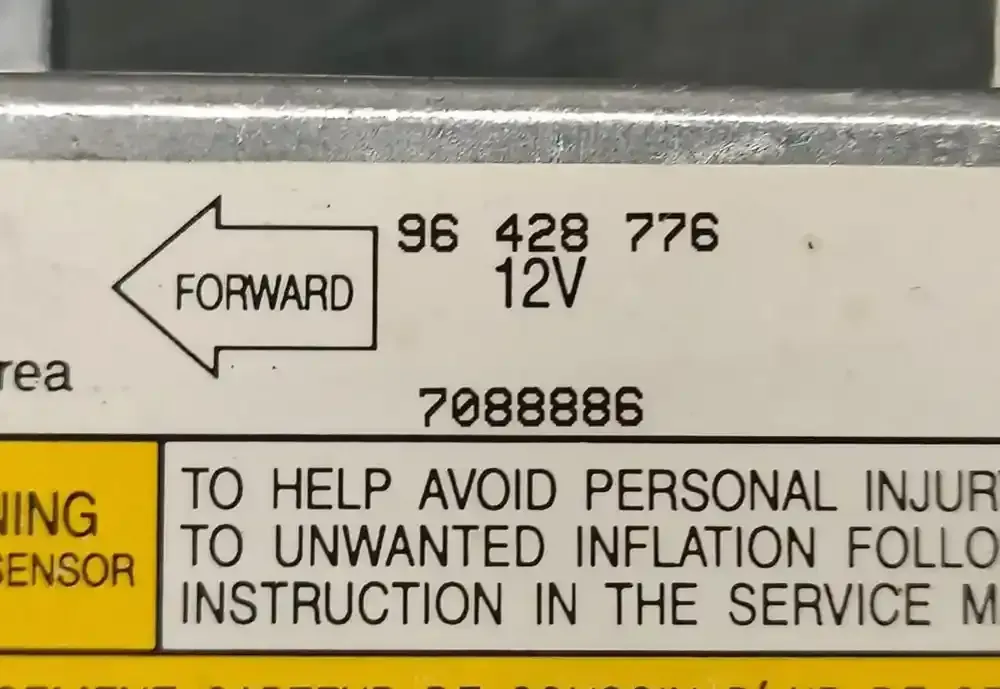 96 428 776
12V
FORWARD
rea
7088886
NING
SENSOR
TO HELP AVOID PERSONAL INJUR
TO UNWANTED INFLATION FOLLO
INSTRUCTION IN THE SERVICE M